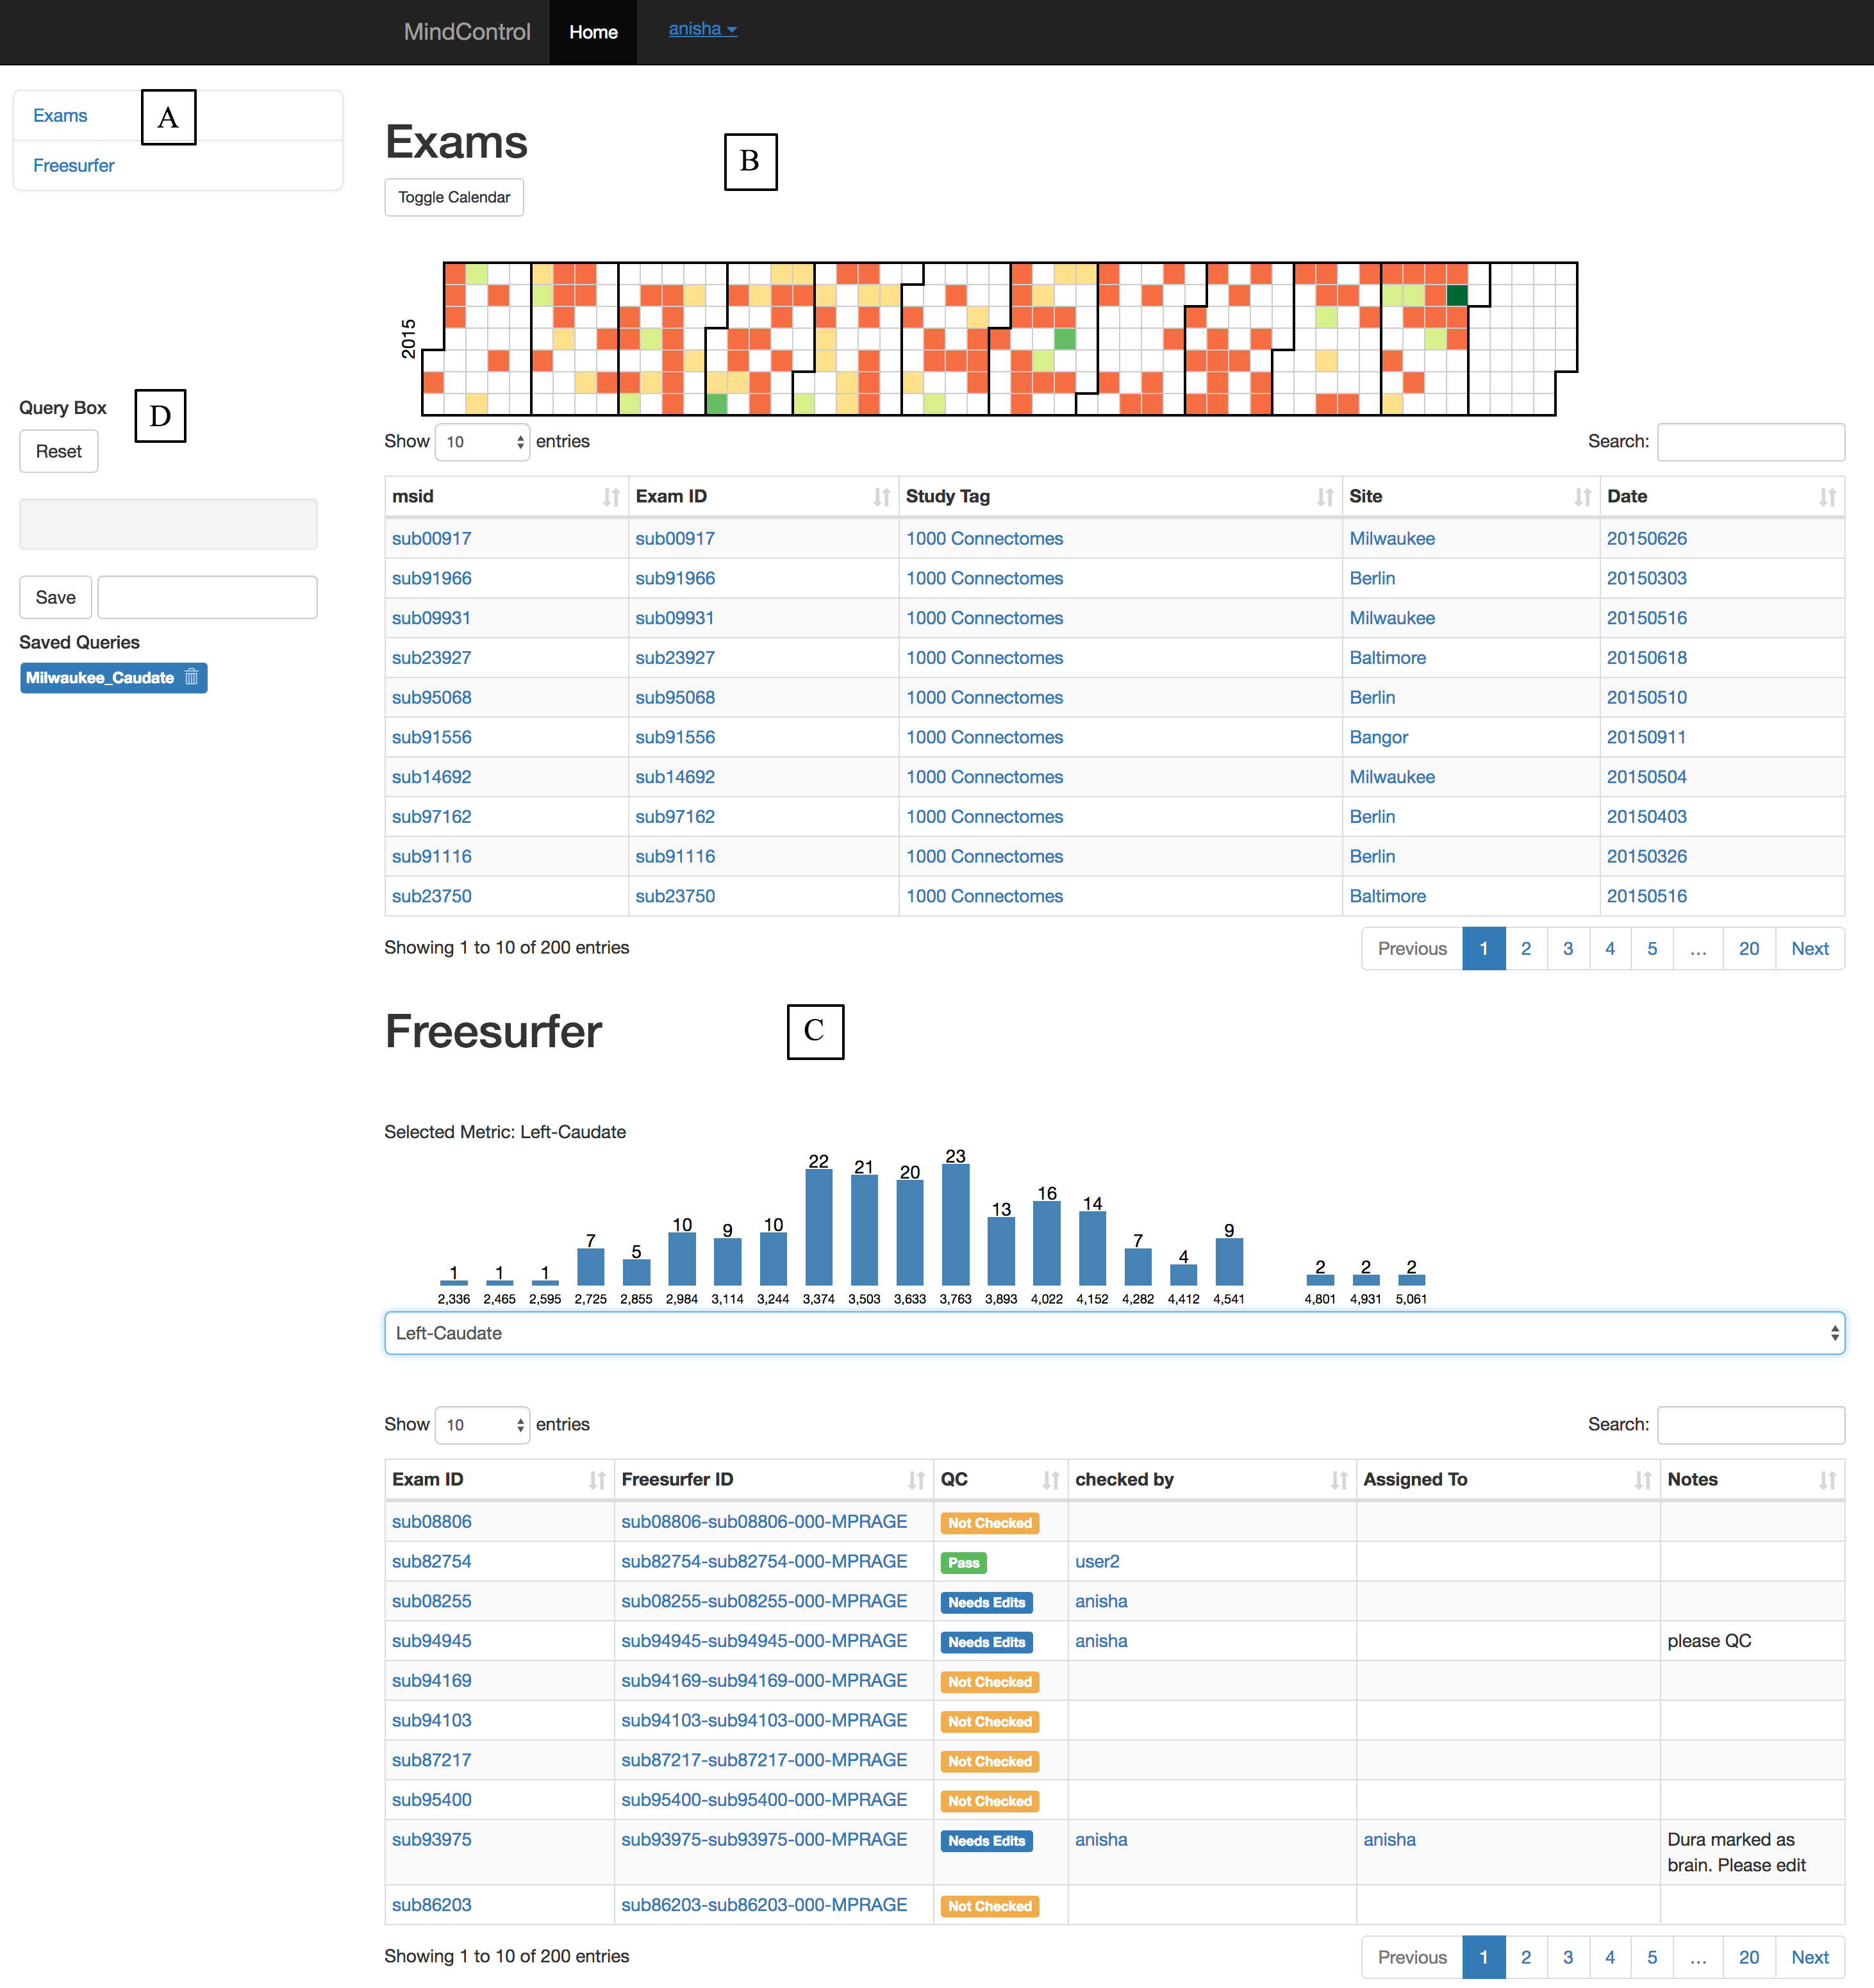 MindControl Home anisha
Exams A
Freesurfer
Exams B
Toggle Calendar
2015
Query Box D
Reset
Save
Saved Queries
Milwaukee_Caudate
Show 10 entries Search:
msid Exam ID Study Tag Site Date
sub00917 sub00917 1000 Connectomes Milwaukee 20150626
sub91966 sub91966 1000 Connectomes Berlin 20150303
sub09931 sub09931 1000 Connectomes Milwaukee 20150516
sub23927 sub23927 1000 Connectomes Baltimore 20150618
sub95068 sub95068 1000 Connectomes Berlin 20150510
sub91556 sub91556 1000 Connectomes Bangor 20150911
sub14692 sub14692 1000 Connectomes Milwaukee 20150504
sub97162 sub97162 1000 Connectomes Berlin 20150403
sub91116 sub91116 1000 Connectomes Berlin 20150326
sub23750 sub23750 1000 Connectomes Baltimore 20150516
Showing 1 to 10 of 200 entries Previous 1 2 3 4 5 ... 20 Next
Freesurfer C
Selected Metric: Left-Caudate
1 1 1 7 5 10 9 10 22 21 20 23 13 16 14 7 4 9 2 2 2
2,336 2,465 2,595 2,725 2,855 2,984 3,114 3,244 3,374 3,503 3,633 3,763 3,893 4,022 4,152 4,282 4,412 4,541 4,801 4,931 5,061
Left-Caudate
Show 10 entries Search:
Exam ID Freesurfer ID QC checked by Assigned To Notes
sub08806 sub08806-sub08806-000-MPRAGE Not Checked
sub82754 sub82754-sub82754-000-MPRAGE Pass user2
sub08255 sub08255-sub08255-000-MPRAGE Needs Edits anisha
sub94945 sub94945-sub94945-000-MPRAGE Needs Edits anisha please QC
sub94169 sub94169-sub94169-000-MPRAGE Not Checked
sub94103 sub94103-sub94103-000-MPRAGE Not Checked
sub87217 sub87217-sub87217-000-MPRAGE Not Checked
sub95400 sub95400-sub95400-000-MPRAGE Not Checked
sub93975 sub93975-sub93975-000-MPRAGE Needs Edits anisha anisha Dura marked as
brain. Please edit
sub86203 sub86203-sub86203-000-MPRAGE Not Checked
Showing 1 to 10 of 200 entries Previous 1 2 3 4 5 ... 20 Next